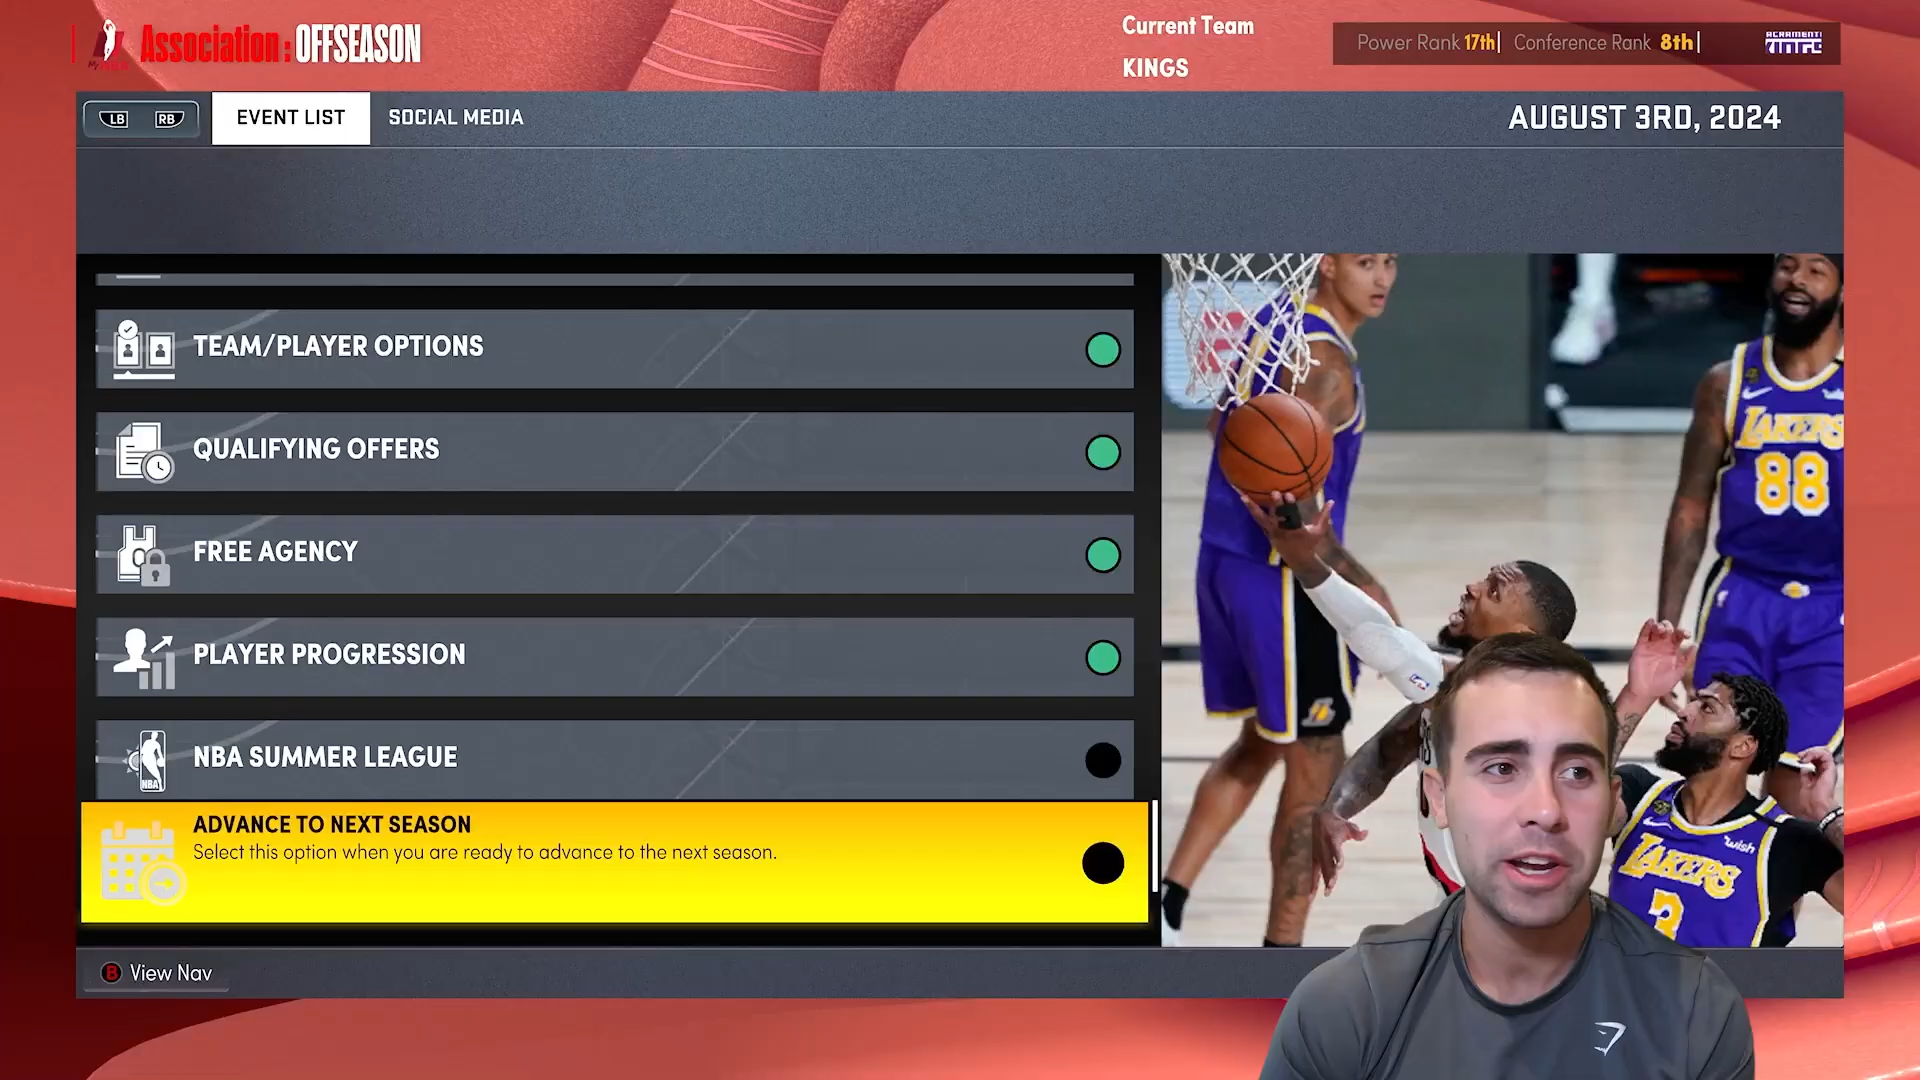 Association: OFFSEASON
Current Team
KINGS
Power Rank 17th| Conference Rank 8th|
LB RB EVENT LIST SOCIAL MEDIA
AUGUST 3RD, 2024
TEAM/PLAYER OPTIONS
QUALIFYING OFFERS
FREE AGENCY
PLAYER PROGRESSION
NBA
NBA SUMMER LEAGUE
ADVANCE TO NEXT SEASON
Select this option when you are ready to advance to the next season.
B View Nav
LAKERS
88
wish
LAKERS
3